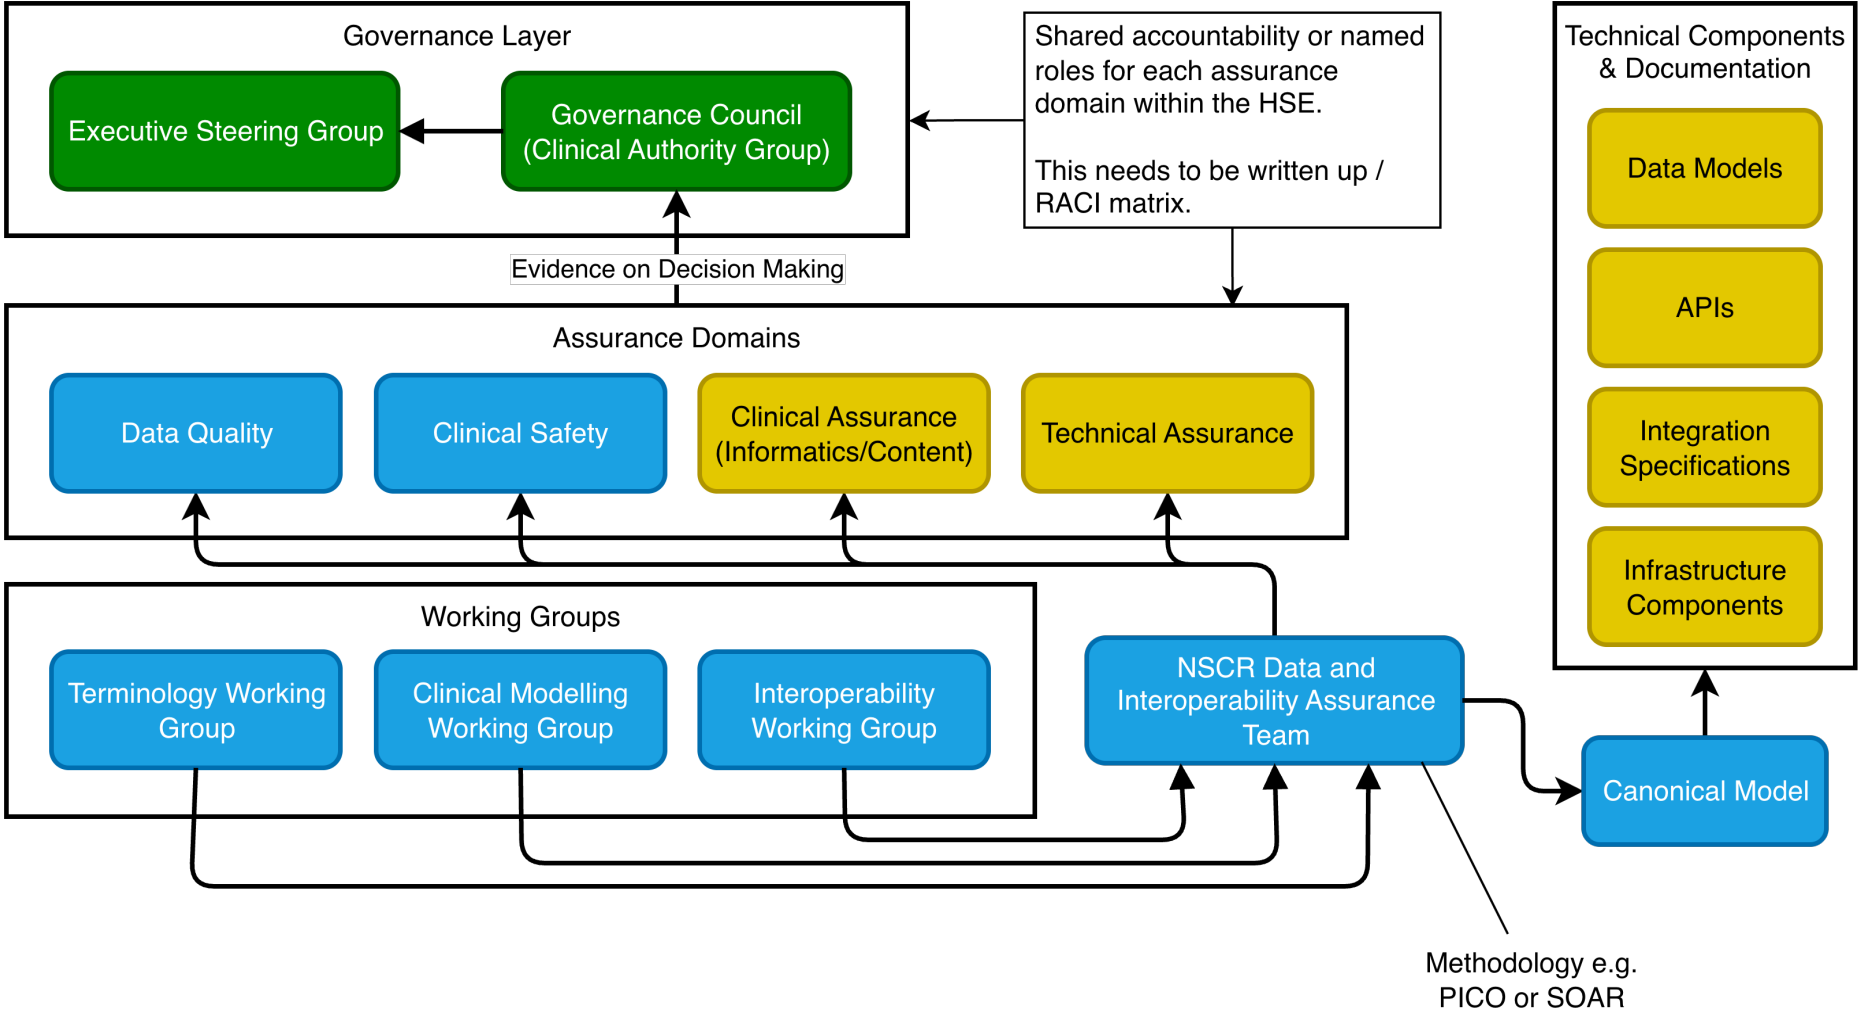 Governance Layer
Executive Steering Group
Governance Council
(Clinical Authority Group)
Shared accountability or named
roles for each assurance
domain within the HSE.
This needs to be written up /
RACI matrix.
Technical Components
& Documentation
Data Models
APIs
Integration
Specifications
Infrastructure
Components
Evidence on Decision Making
Assurance Domains
Data Quality
Clinical Safety
Clinical Assurance
(Informatics/Content)
Technical Assurance
Working Groups
Terminology Working
Group
Clinical Modelling
Working Group
Interoperability
Working Group
NSCR Data and
Interoperability Assurance
Team
Canonical Model
Methodology e.g.
PICO or SOAR